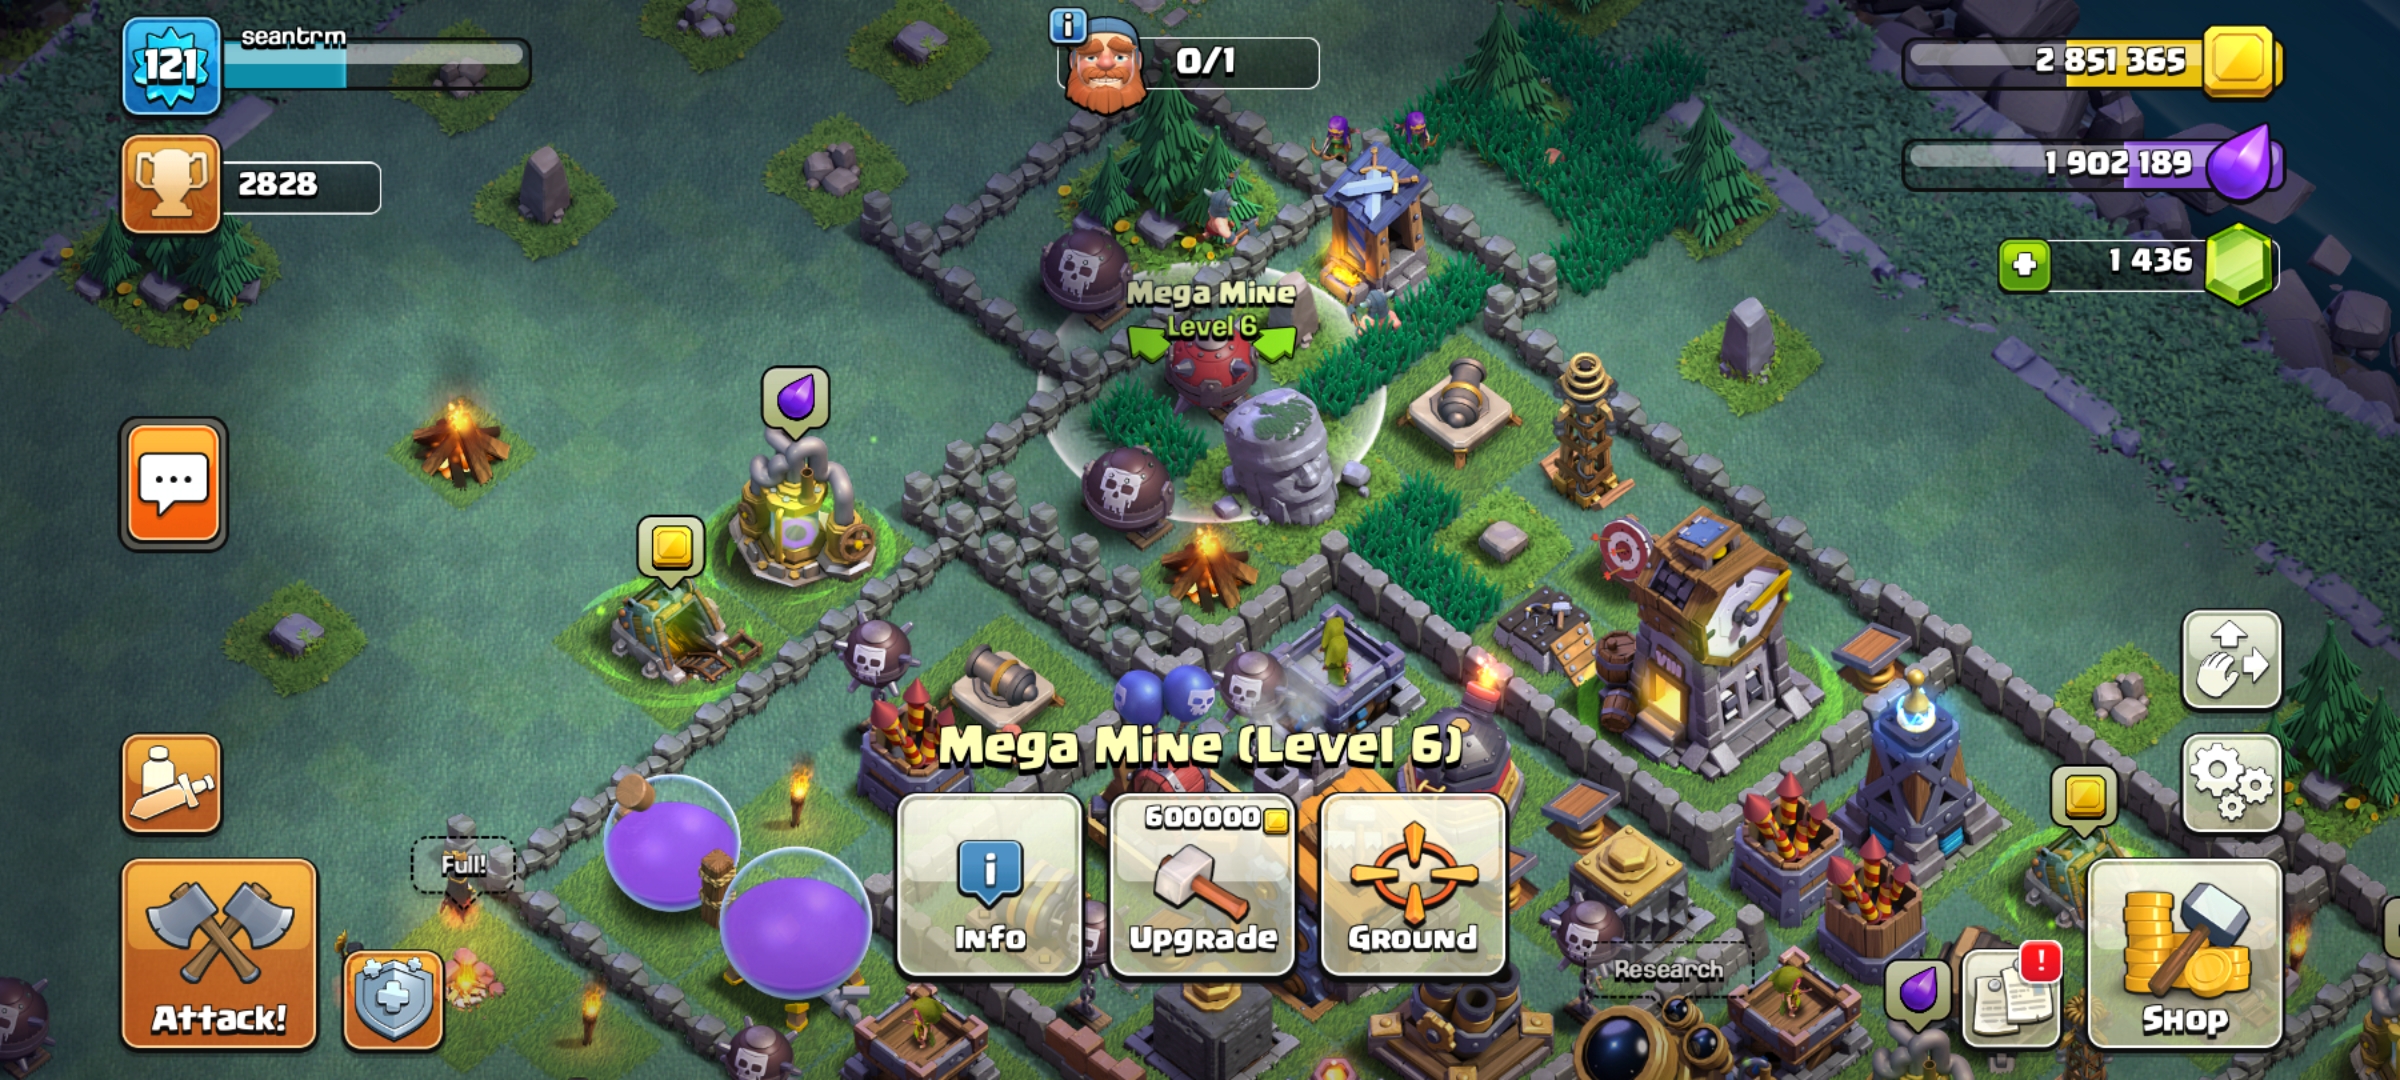 121
seantrm
0/1
2 851 365
2828
1 902 189
1 436
Mega Mine
Level 6
VIII
Mega Mine (Level 6)
600000
Full!
Info
Upgrade
Ground
Research
!
Attack!
Shop